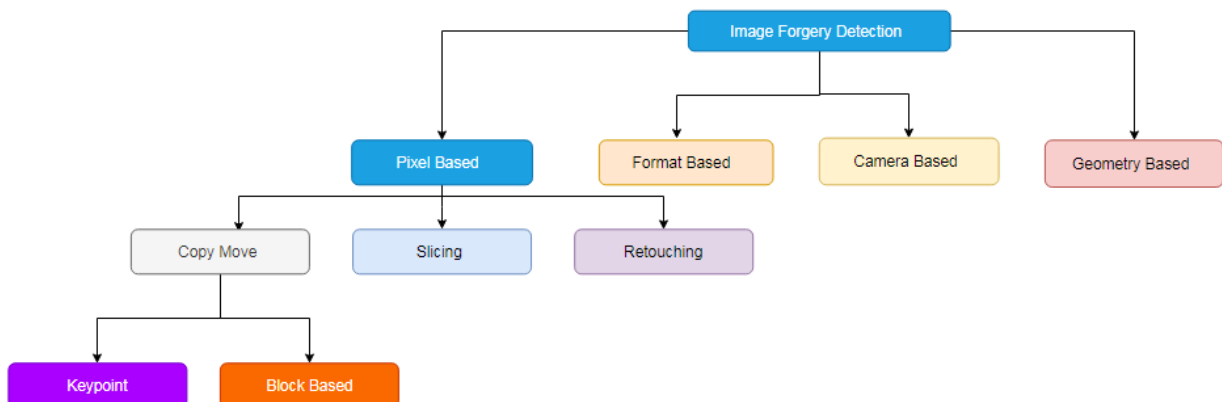 Image Forgery Detection
Pixel Based
Format Based
Camera Based
Geometry Based
Copy Move
Slicing
Retouching
Keypoint
Block Based